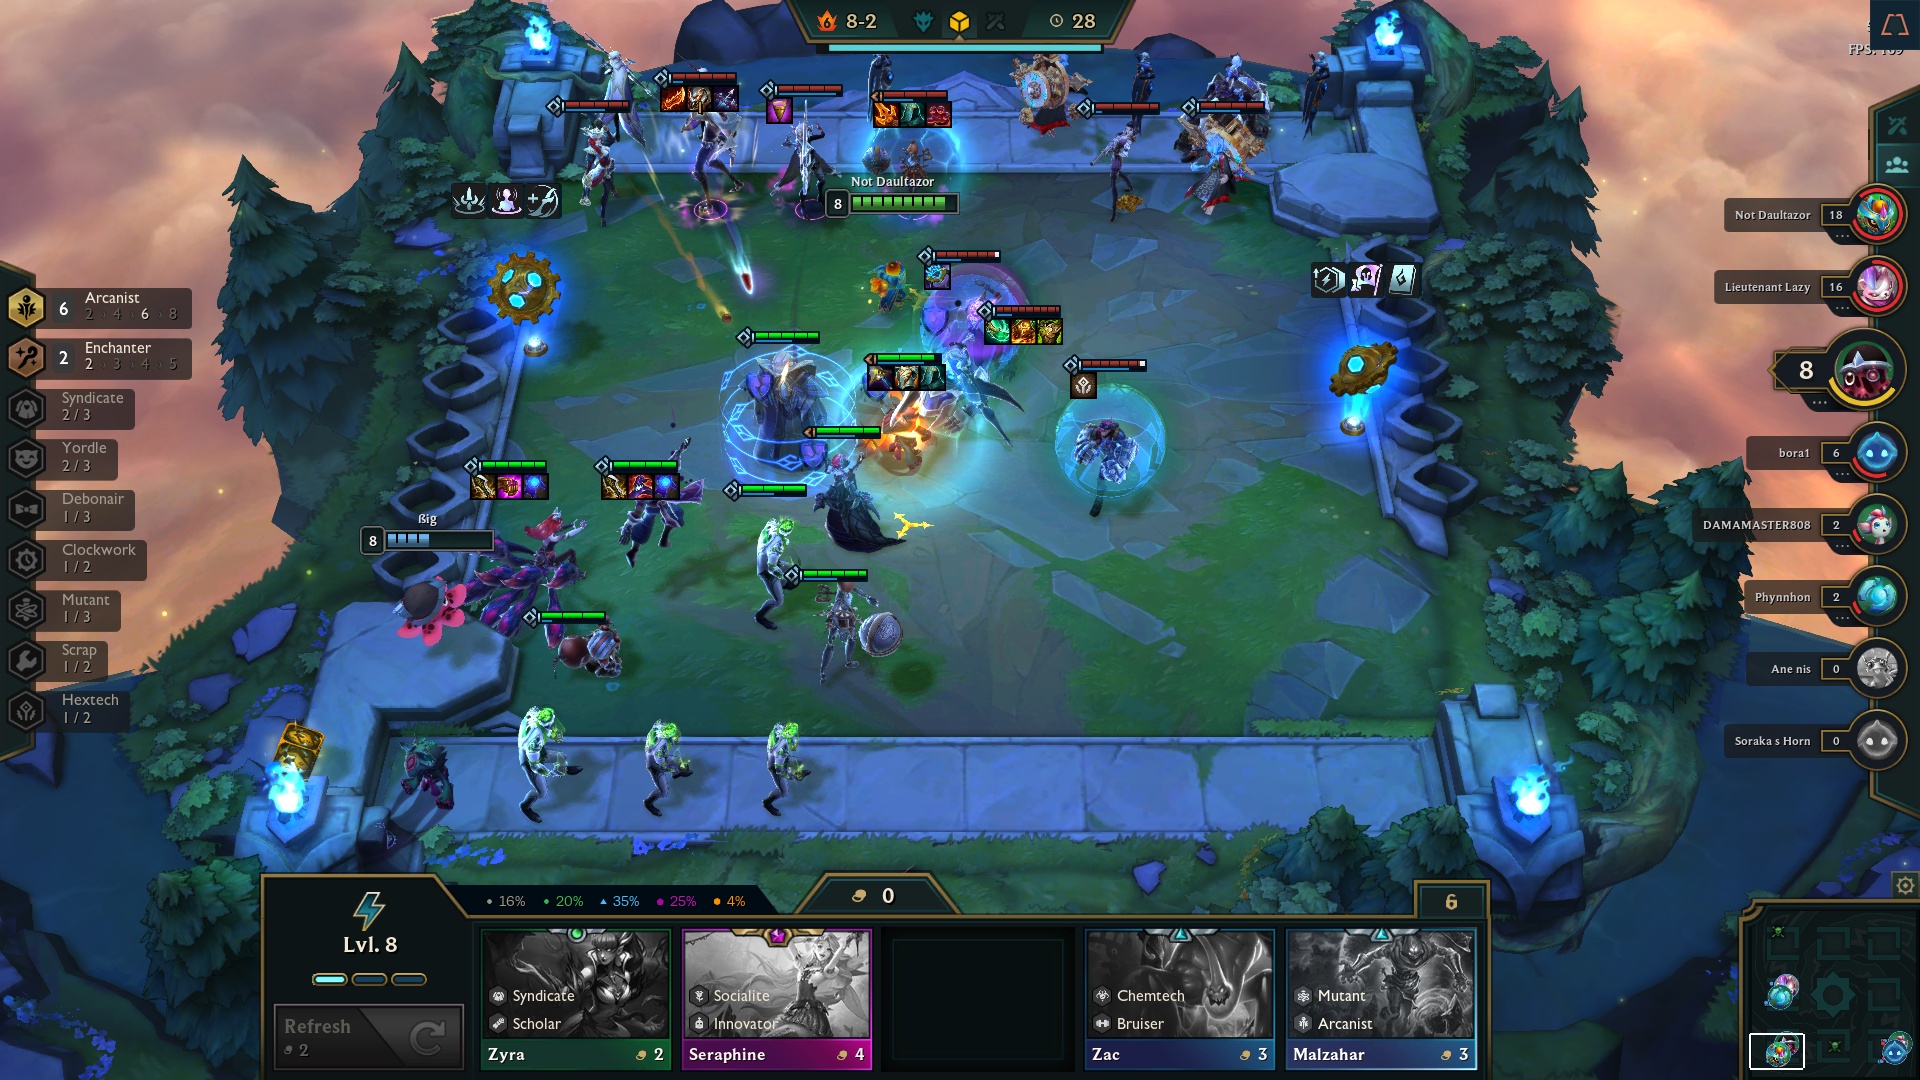 8-2
28
Not Daultazor
8
6
Arcanist
2 › 4 › 6 › 8
2
Enchanter
2 › 3 › 4 › 5
Syndicate
2 / 3
Yordle
2 / 3
Debonair
1 / 3
Clockwork
1 / 2
Mutant
1 / 3
Scrap
1 / 2
Hextech
1 / 2
ßig
8
Not Daultazor 18
Lieutenant Lazy 16
8
bora1 6
DAMAMASTER808 2
Phynnhon 2
Ane nis 0
Soraka s Horn 0
16% 20% 35% 25% 4%
0
6
Lvl. 8
Refresh
2
Syndicate
Scholar
Zyra 2
Socialite
Innovator
Seraphine 4
Chemtech
Bruiser
Zac 3
Mutant
Arcanist
Malzahar 3